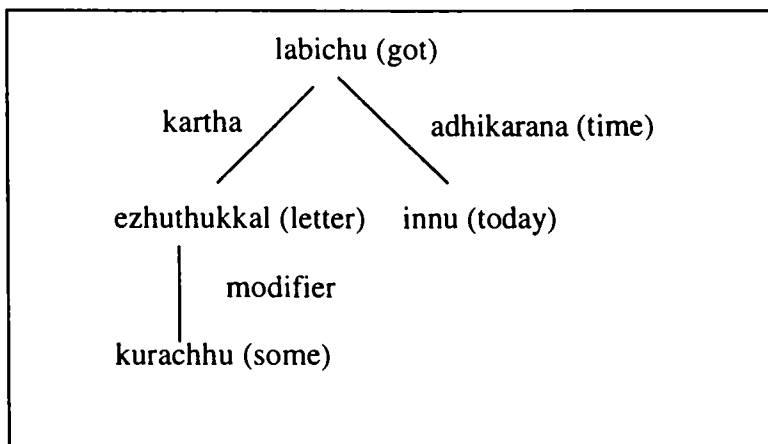 labichu (got)
kartha adhikarana (time)
ezhuthukkal (letter) innu (today)
modifier
kurachhu (some)